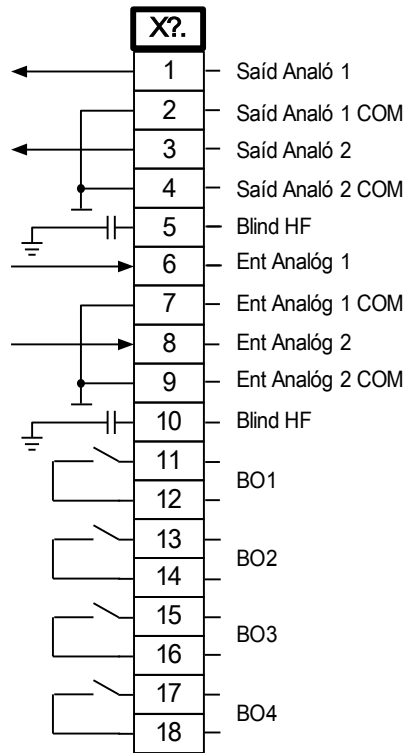 X?.
1 Saíd Analó 1
2 Saíd Analó 1 COM
3 Saíd Analó 2
4 Saíd Analó 2 COM
5 Blind HF
6 Ent Analóg 1
7 Ent Analóg 1 COM
8 Ent Analóg 2
9 Ent Analóg 2 COM
10 Blind HF
11
BO1
12
13
BO2
14
15
BO3
16
17
BO4
18